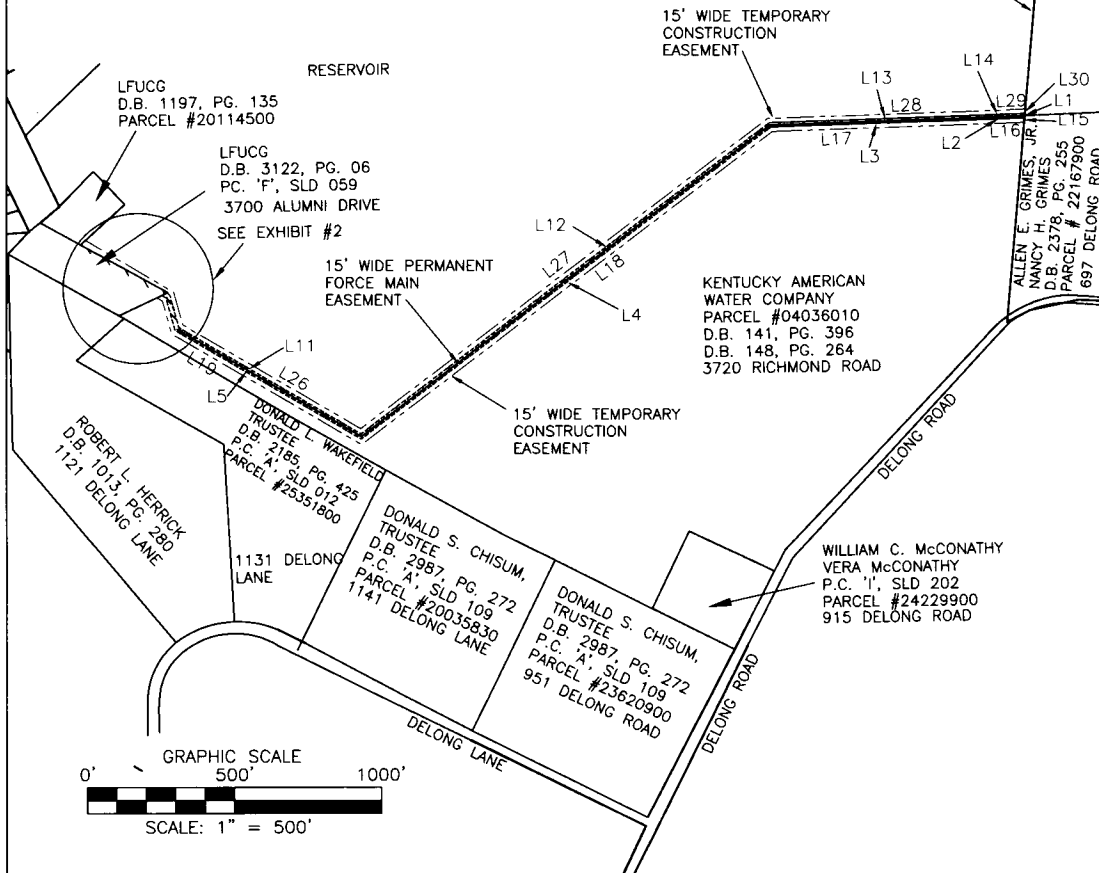 15' WIDE TEMPORARY
CONSTRUCTION
EASEMENT
RESERVOIR
LFUCG
D.B. 1197, PG. 135
PARCEL #20114500
LFUCG
D.B. 3122, PG. 06
PC. 'F', SLD 059
3700 ALUMNI DRIVE
SEE EXHIBIT #2
L13
L28
L14
L29
L30
L1
L15
L17
L3
L2
L16
15' WIDE PERMANENT
FORCE MAIN
EASEMENT
L12
L27
L18
L4
KENTUCKY AMERICAN
WATER COMPANY
PARCEL #04036010
D.B. 141, PG. 396
D.B. 148, PG. 264
3720 RICHMOND ROAD
ALLEN E. GRIMES, JR.
NANCY H. GRIMES
D.B. 2378, PG. 255
PARCEL # 22167900
697 DELONG ROAD
L11
L26
L19
L5
15' WIDE TEMPORARY
CONSTRUCTION
EASEMENT
DELONG ROAD
ROBERT L. HERRICK
D.B. 1013, PG. 280
1121 DELONG LANE
DONALD L. WAKEFIELD
TRUSTEE
D.B. 2185, PG. 425
P.C. 'A', SLD 012
PARCEL #25351800
1131 DELONG
LANE
DONALD S. CHISUM,
TRUSTEE
D.B. 2987, PG. 272
P.C. 'A', SLD 109
PARCEL #20035830
1141 DELONG LANE
DONALD S. CHISUM,
TRUSTEE
D.B. 2987, PG. 272
P.C. 'A', SLD 109
PARCEL #23620900
951 DELONG ROAD
WILLIAM C. McCONATHY
VERA McCONATHY
P.C. 'I', SLD 202
PARCEL #24229900
915 DELONG ROAD
DELONG ROAD
DELONG LANE
GRAPHIC SCALE
0' 500' 1000'
SCALE: 1" = 500'